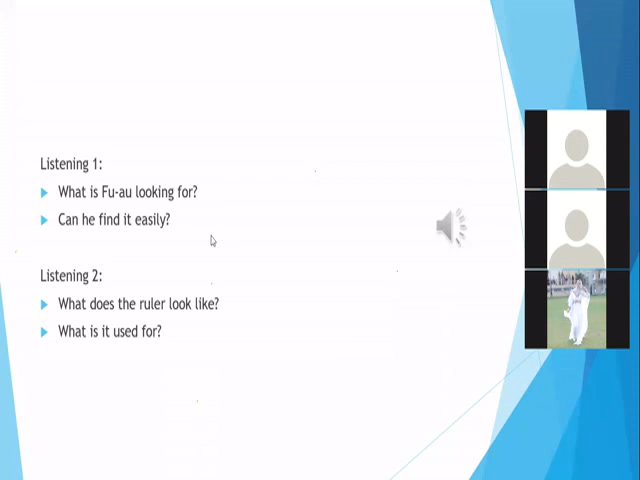 Listening 1:
What is Fu-au looking for?
Can he find it easily?
Listening 2:
What does the ruler look like?
What is it used for?